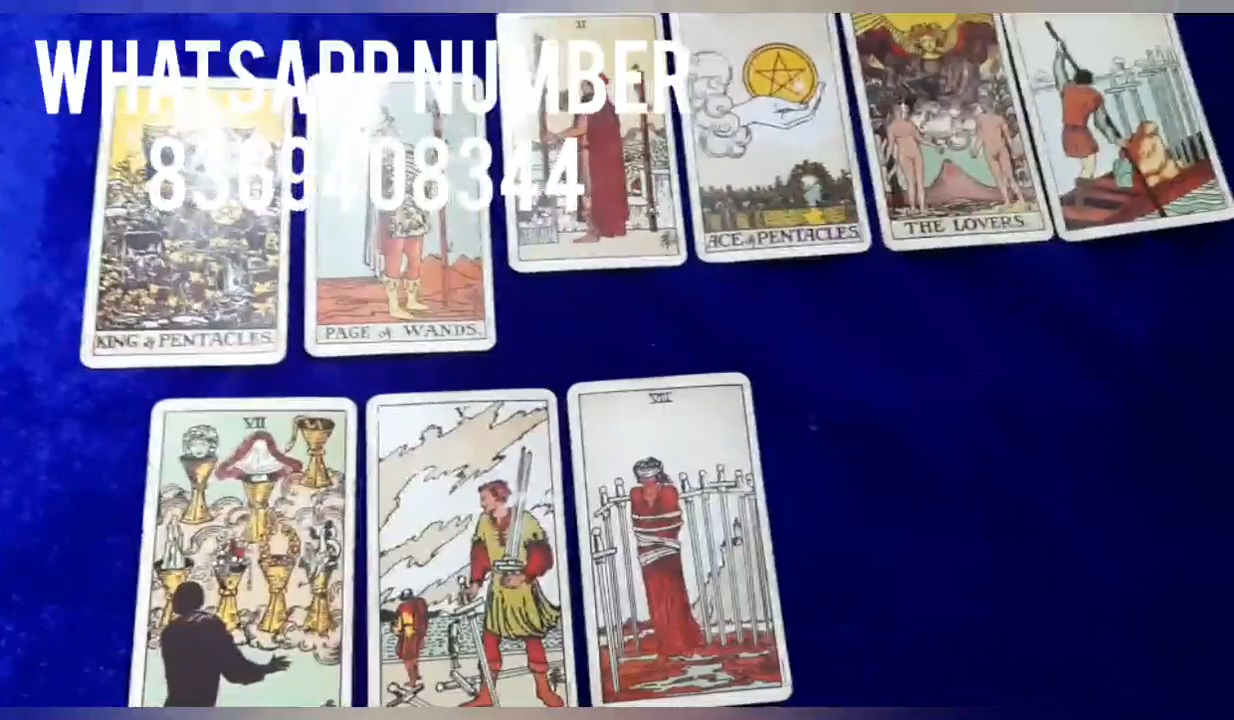 WHATSAPP NUMBER
8369408344
II
KING of PENTACLES.
PAGE of WANDS.
ACE of PENTACLES.
THE LOVERS.
VII
V
VIII